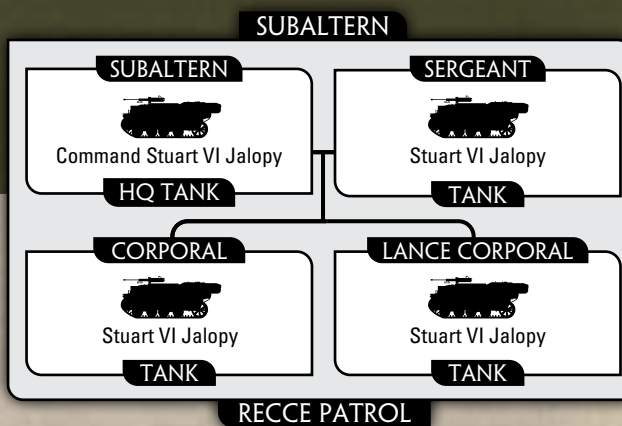 SUBALTERN
SUBALTERN
Command Stuart VI Jalopy
HQ TANK
SERGEANT
Stuart VI Jalopy
TANK
CORPORAL
Stuart VI Jalopy
TANK
LANCE CORPORAL
Stuart VI Jalopy
TANK
RECCE PATROL